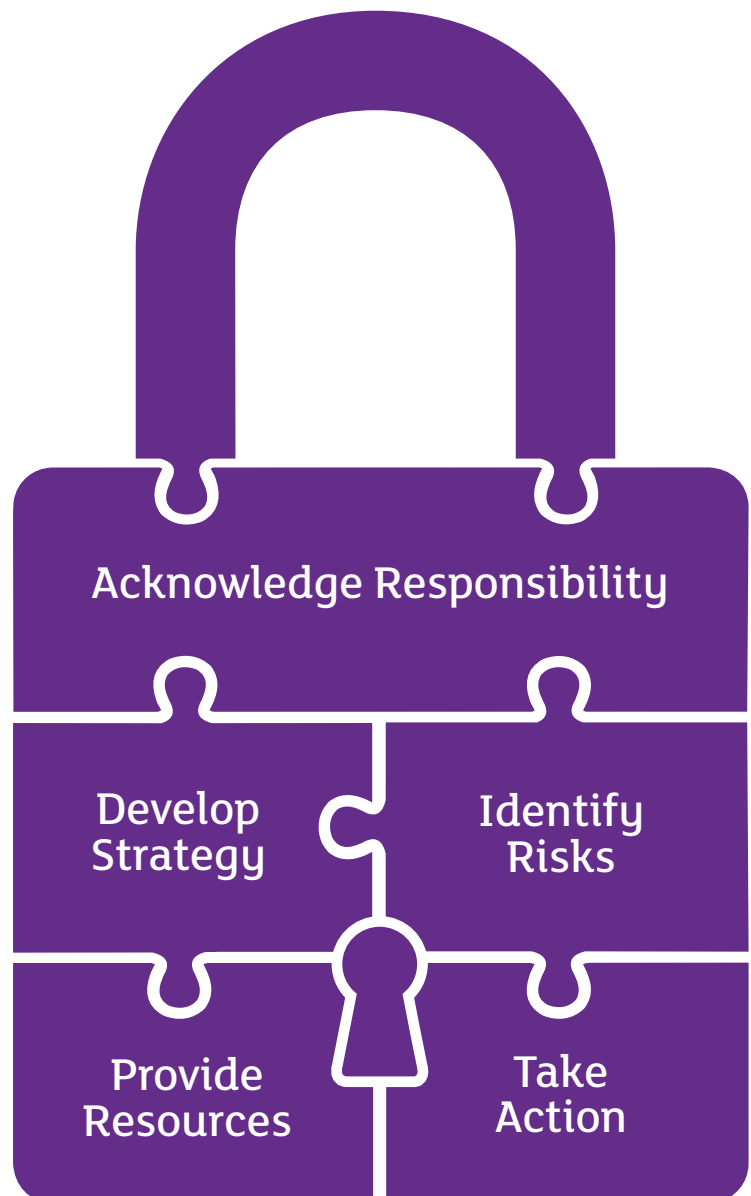 Acknowledge Responsibility
Develop
Strategy
Identify
Risks
Provide
Resources
Take
Action